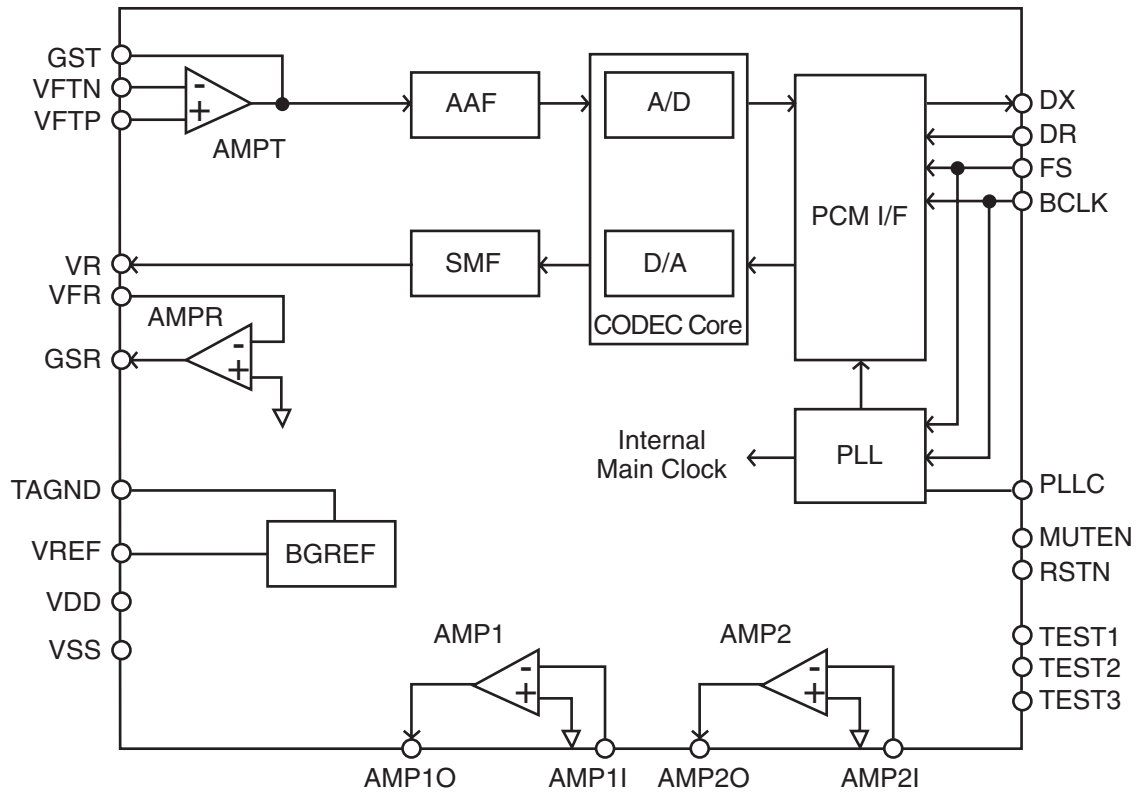 GST
VFTN
VFTP
-
+
AMPT
AAF
A/D
DX
DR
FS
BCLK
PCM I/F
VR
VFR
GSR
AMPR
-
+
SMF
D/A
CODEC Core
Internal
Main Clock
PLL
PLLC
TAGND
VREF
BGREF
VDD
VSS
MUTEN
RSTN
TEST1
TEST2
TEST3
AMP1
-
+
AMP2
-
+
AMP1O
AMP1I
AMP2O
AMP2I